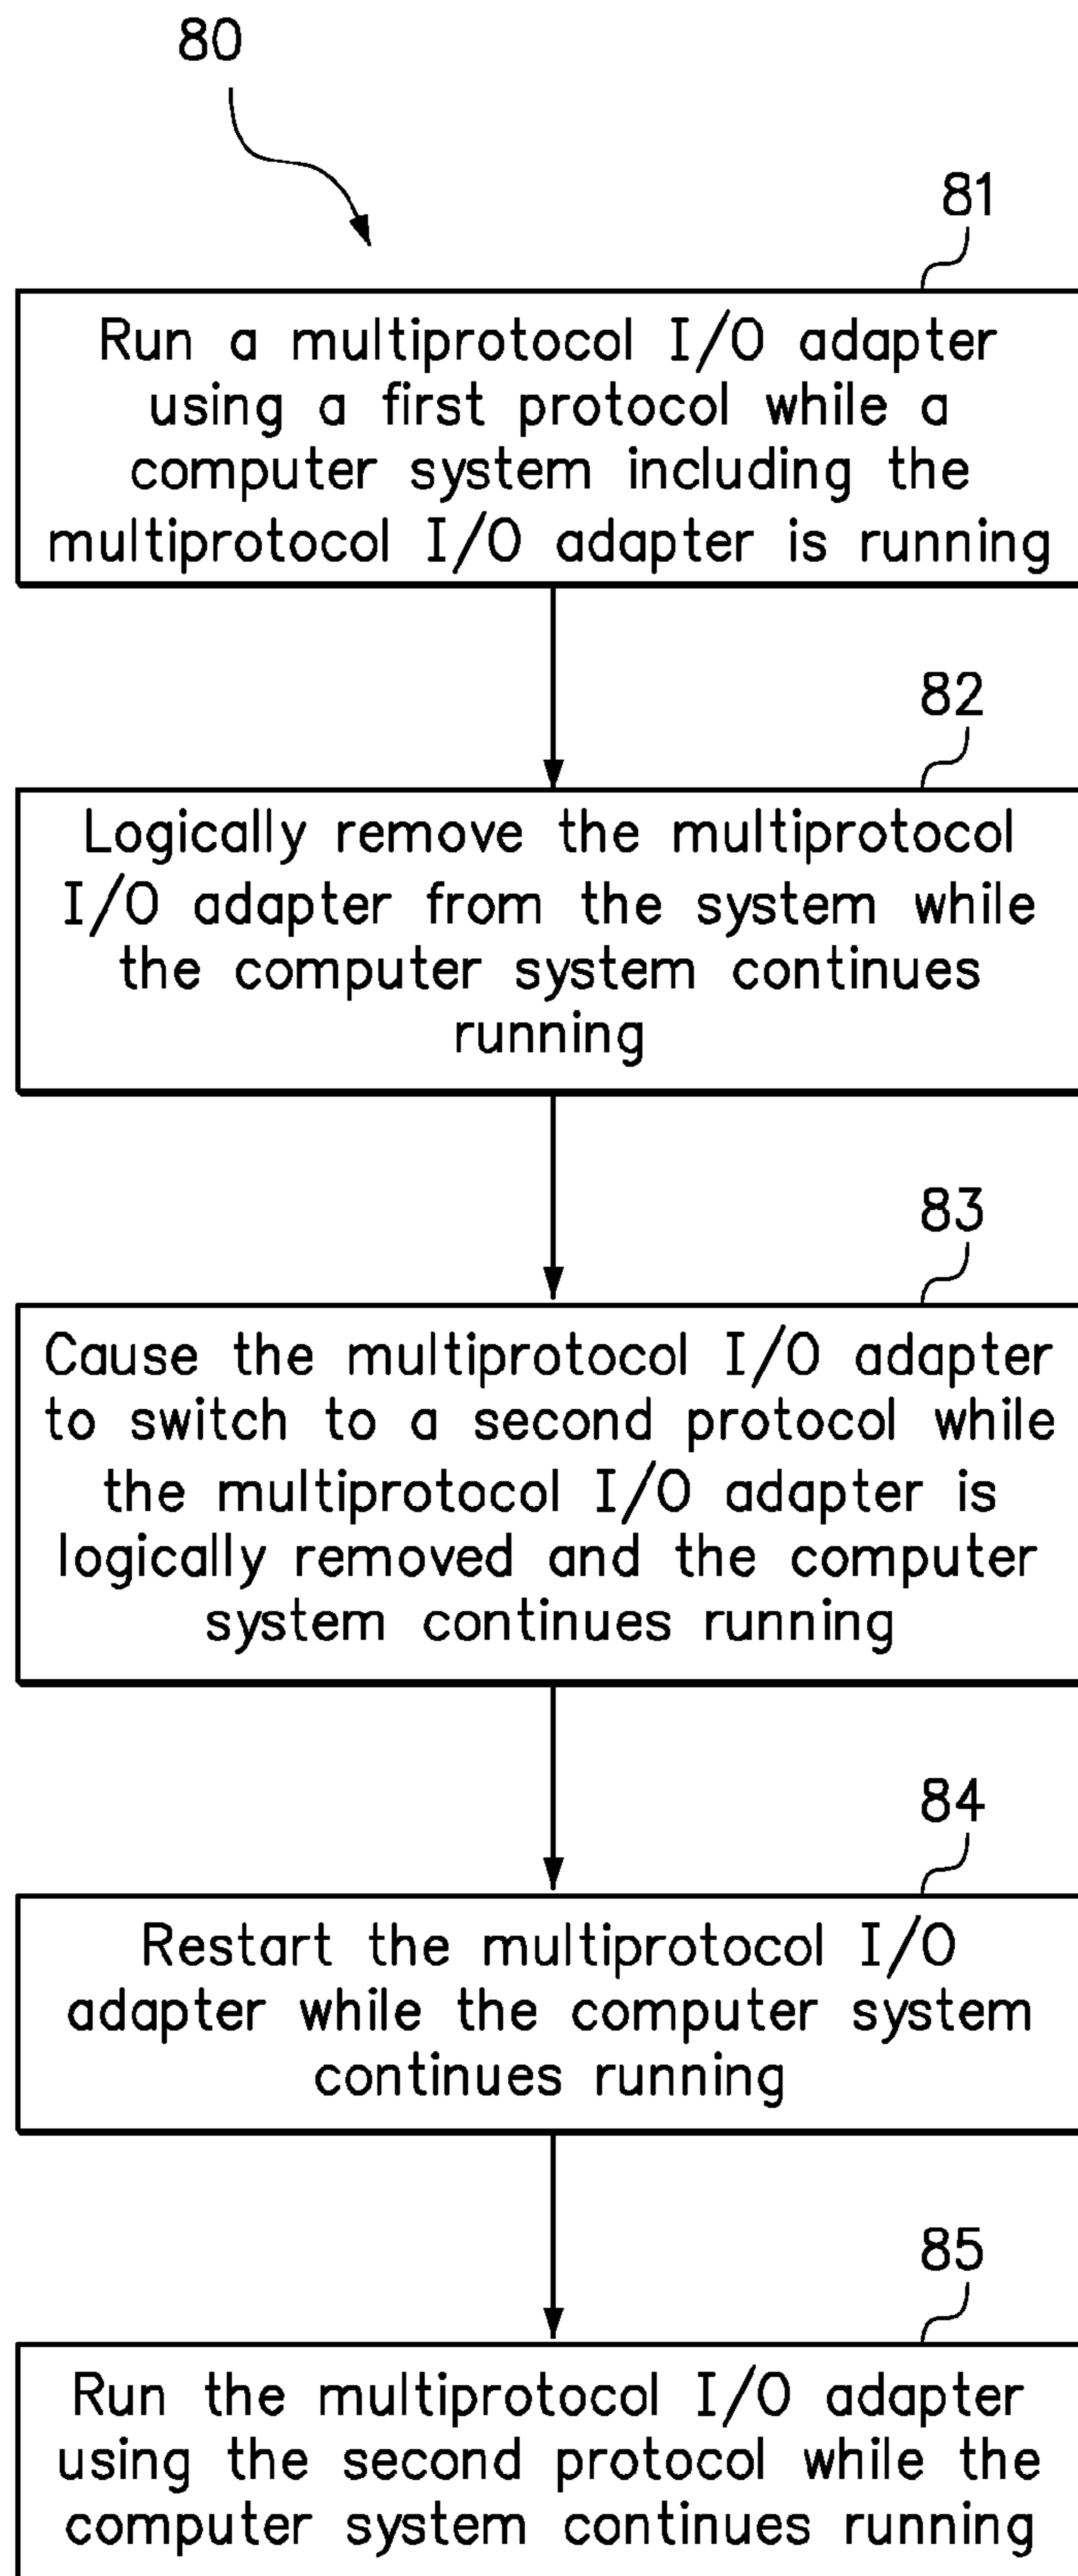 80
81
Run a multiprotocol I/O adapter
using a first protocol while a
computer system including the
multiprotocol I/O adapter is running
82
Logically remove the multiprotocol
I/O adapter from the system while
the computer system continues
running
83
Cause the multiprotocol I/O adapter
to switch to a second protocol while
the multiprotocol I/O adapter is
logically removed and the computer
system continues running
84
Restart the multiprotocol I/O
adapter while the computer system
continues running
85
Run the multiprotocol I/O adapter
using the second protocol while the
computer system continues running